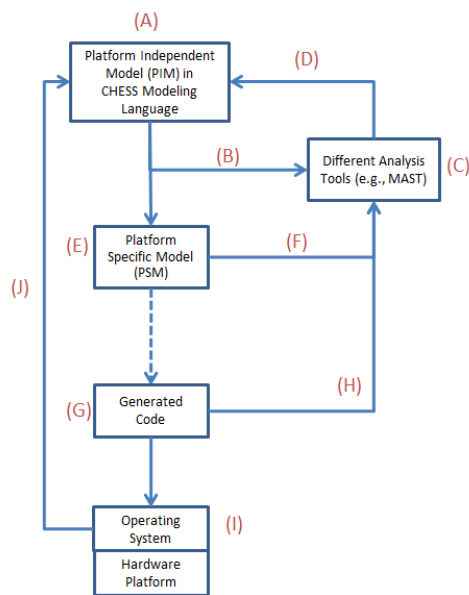 (A)
Platform Independent
Model (PIM) in
CHESS Modeling
Language
(D)
(B)
Different Analysis
Tools (e.g., MAST)
(C)
(E)
Platform
Specific Model
(PSM)
(F)
(J)
(H)
(G)
Generated
Code
Operating
System
(I)
Hardware
Platform